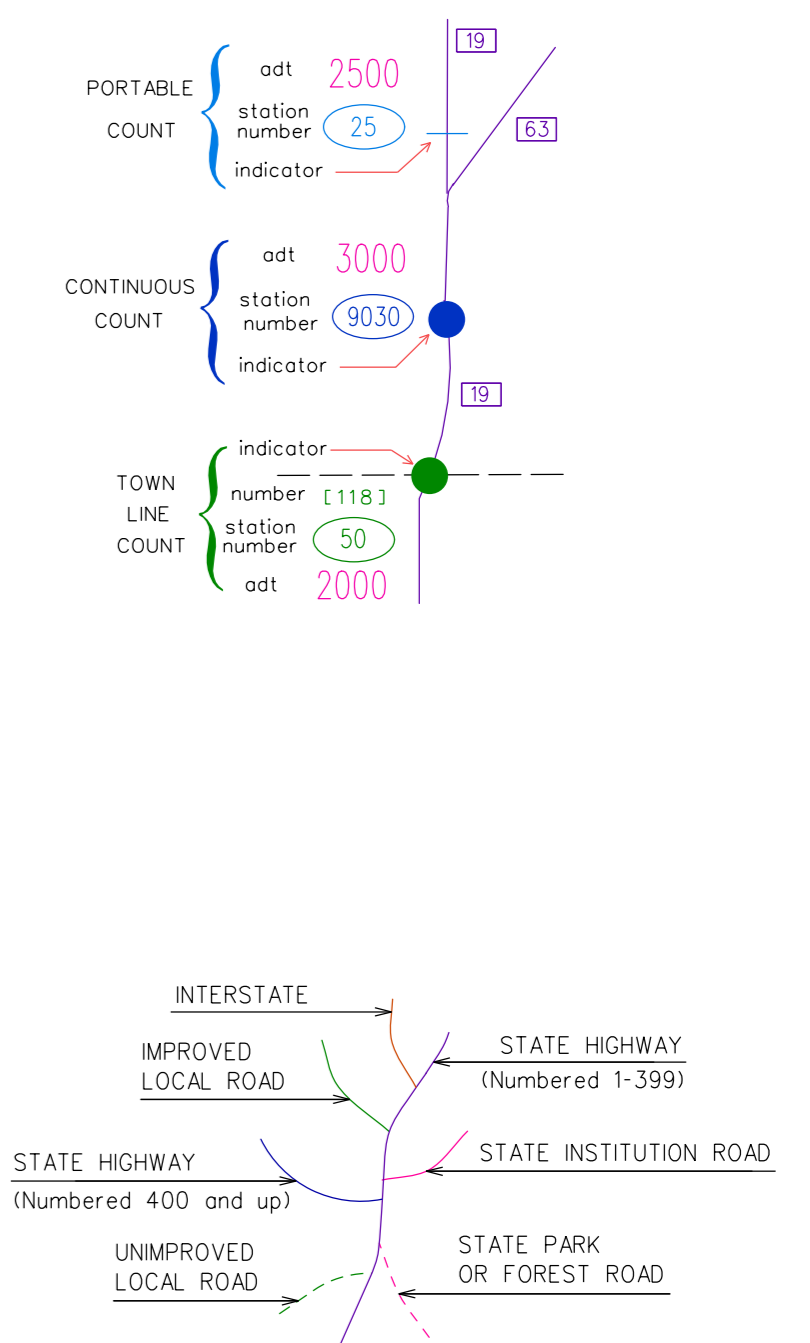 19
adt 2500
PORTABLE
COUNT
station
number 25
63
indicator
adt 3000
CONTINUOUS
COUNT
station
number 9030
indicator
19
indicator
TOWN
LINE
COUNT
number [118]
station
number 50
adt 2000
INTERSTATE
IMPROVED
LOCAL ROAD
STATE HIGHWAY
(Numbered 1-399)
STATE HIGHWAY
(Numbered 400 and up)
STATE INSTITUTION ROAD
UNIMPROVED
LOCAL ROAD
STATE PARK
OR FOREST ROAD